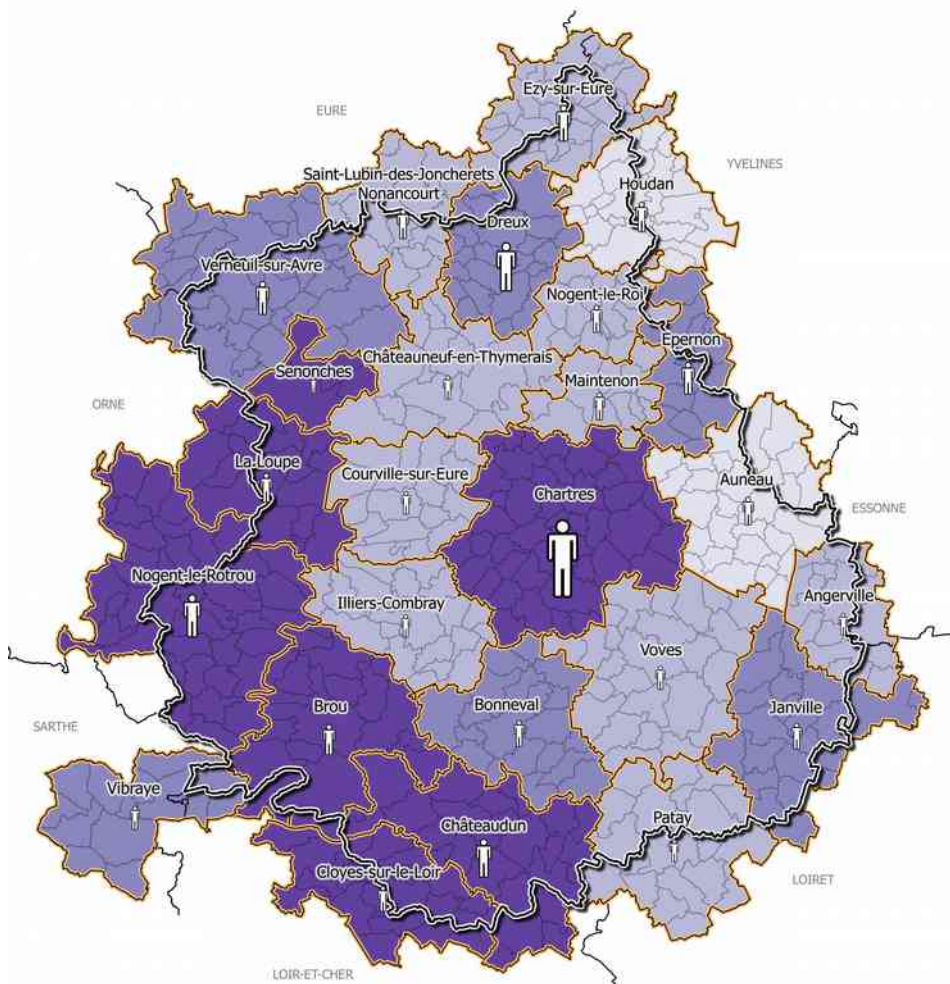 Ezy-sur-Eure
EURE
YVELINES
Saint-Lubin-des-Joncherets
Nonancourt
Houdan
Dreux
Verneuil-sur-Avre
Nogent-le-Roi
Epernon
Châteauneuf-en-Thymerais
Senonches
Maintenon
ORNE
La Loupe
Courville-sur-Eure
Chartres
Auneau
ESSONNE
Nogent-le-Rotrou
Illiers-Combray
Angerville
Voves
Brou
Bonneval
Janville
SARTHE
Vibraye
Châteaudun
Patay
Cloyes-sur-le-Loir
LOIRET
LOIR-ET-CHER